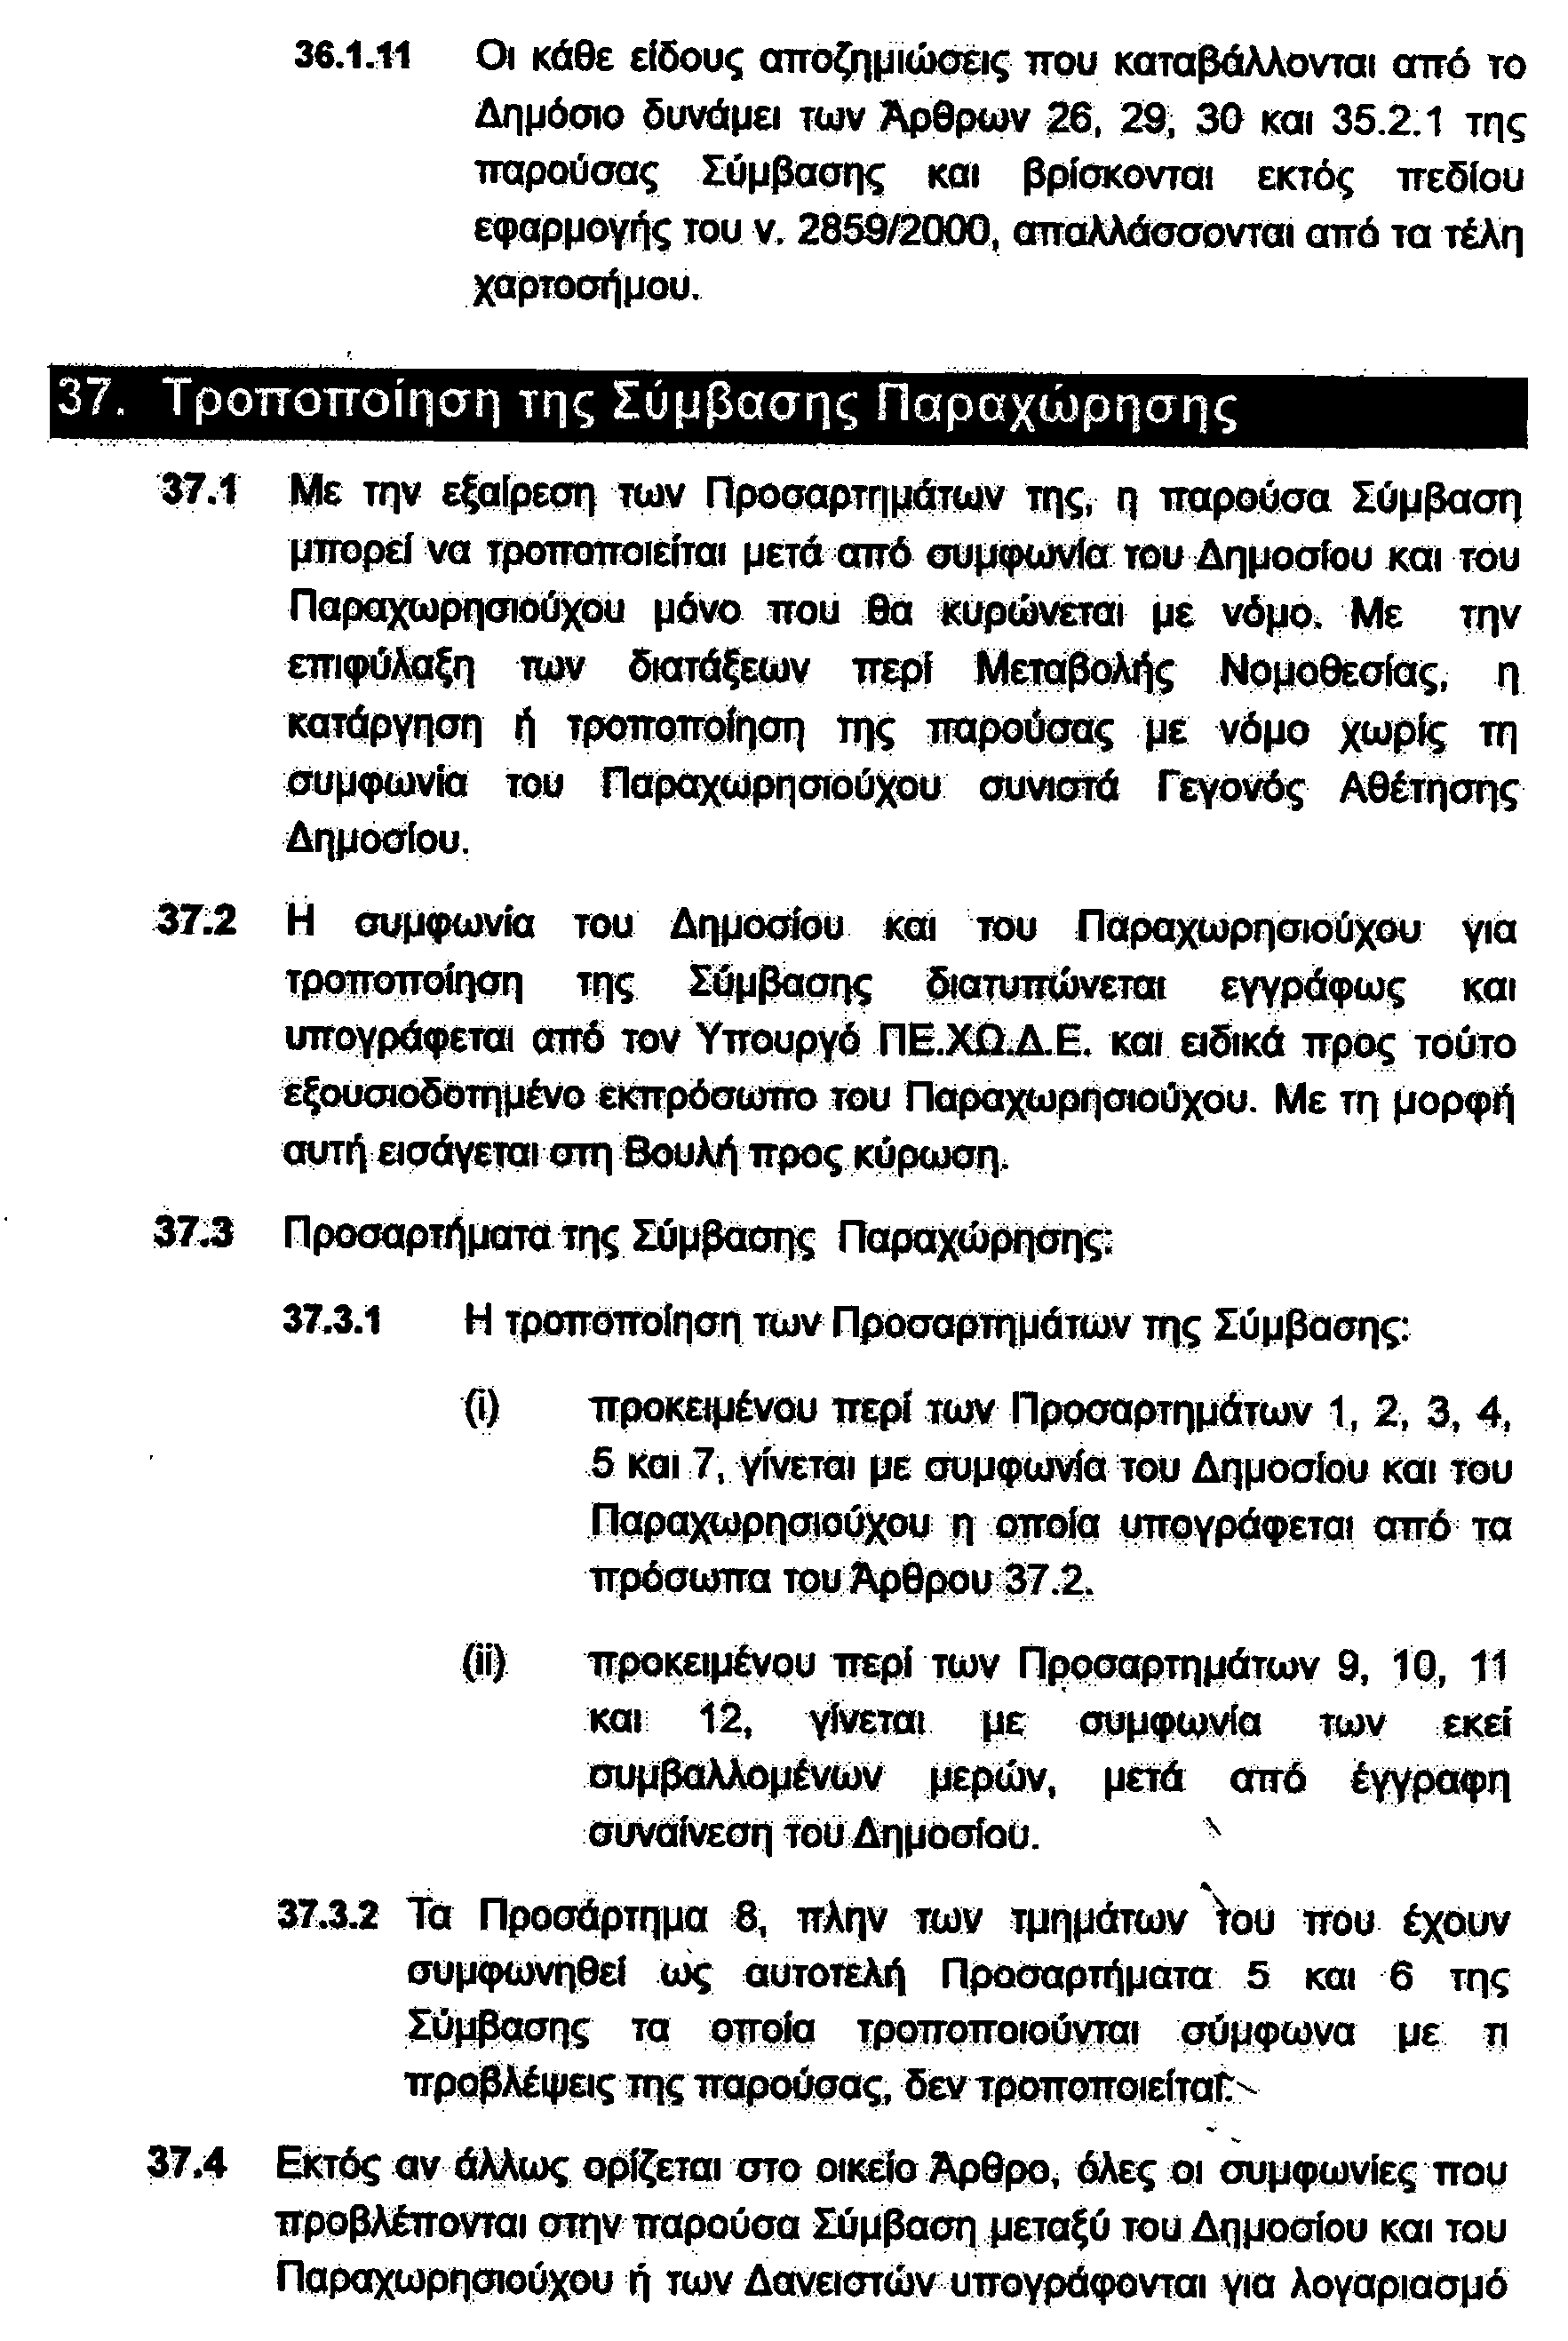 36.1.11 Οι κάθε είδους αποζημιώσεις που καταβάλλονται από το
Δημόσιο δυνάμει των Άρθρων 26, 29, 30 και 35.2.1 της
παρούσας Σύμβασης και βρίσκονται εκτός πεδίου
εφαρμογής του ν. 2859/2000, απαλλάσσονται από τα τέλη
χαρτοσήμου.
37. Τροποποίηση της Σύμβασης Παραχώρησης
37.1 Με την εξαίρεση των Προσαρτημάτων της, η παρούσα Σύμβαση
μπορεί να τροποποιείται μετά από συμφωνία του Δημοσίου και του
Παραχωρησιούχου μόνο που θα κυρώνεται με νόμο. Με την
επιφύλαξη των διατάξεων περί Μεταβολής Νομοθεσίας, η
κατάργηση ή τροποποίηση της παρούσας με νόμο χωρίς τη
συμφωνία του Παραχωρησιούχου συνιστά Γεγονός Αθέτησης
Δημοσίου.
37.2 Η συμφωνία του Δημοσίου και του Παραχωρησιούχου για
τροποποίηση της Σύμβασης διατυπώνεται εγγράφως και
υπογράφεται από τον Υπουργό ΠΕ.ΧΩ.Δ.Ε. και ειδικά προς τούτο
εξουσιοδοτημένο εκπρόσωπο του Παραχωρησιούχου. Με τη μορφή
αυτή εισάγεται στη Βουλή προς κύρωση.
37.3 Προσαρτήματα της Σύμβασης Παραχώρησης:
37.3.1 Η τροποποίηση των Προσαρτημάτων της Σύμβασης:
(i) προκειμένου περί των Προσαρτημάτων 1, 2, 3, 4,
5 και 7, γίνεται με συμφωνία του Δημοσίου και του
Παραχωρησιούχου η οποία υπογράφεται από τα
πρόσωπα του Άρθρου 37.2.
(ii) προκειμένου περί των Προσαρτημάτων 9, 10, 11
και 12, γίνεται με συμφωνία των εκεί
συμβαλλομένων μερών, μετά από έγγραφη
συναίνεση του Δημοσίου.
37.3.2 Τα Προσάρτημα 8, πλην των τμημάτων του που έχουν
συμφωνηθεί ως αυτοτελή Προσαρτήματα 5 και 6 της
Σύμβασης τα οποία τροποποιούνται σύμφωνα με τι
προβλέψεις της παρούσας, δεν τροποποιείται.
37.4 Εκτός αν άλλως ορίζεται στο οικείο Άρθρο, όλες οι συμφωνίες που
προβλέπονται στην παρούσα Σύμβαση μεταξύ του Δημοσίου και του
Παραχωρησιούχου ή των Δανειστών υπογράφονται για λογαριασμό